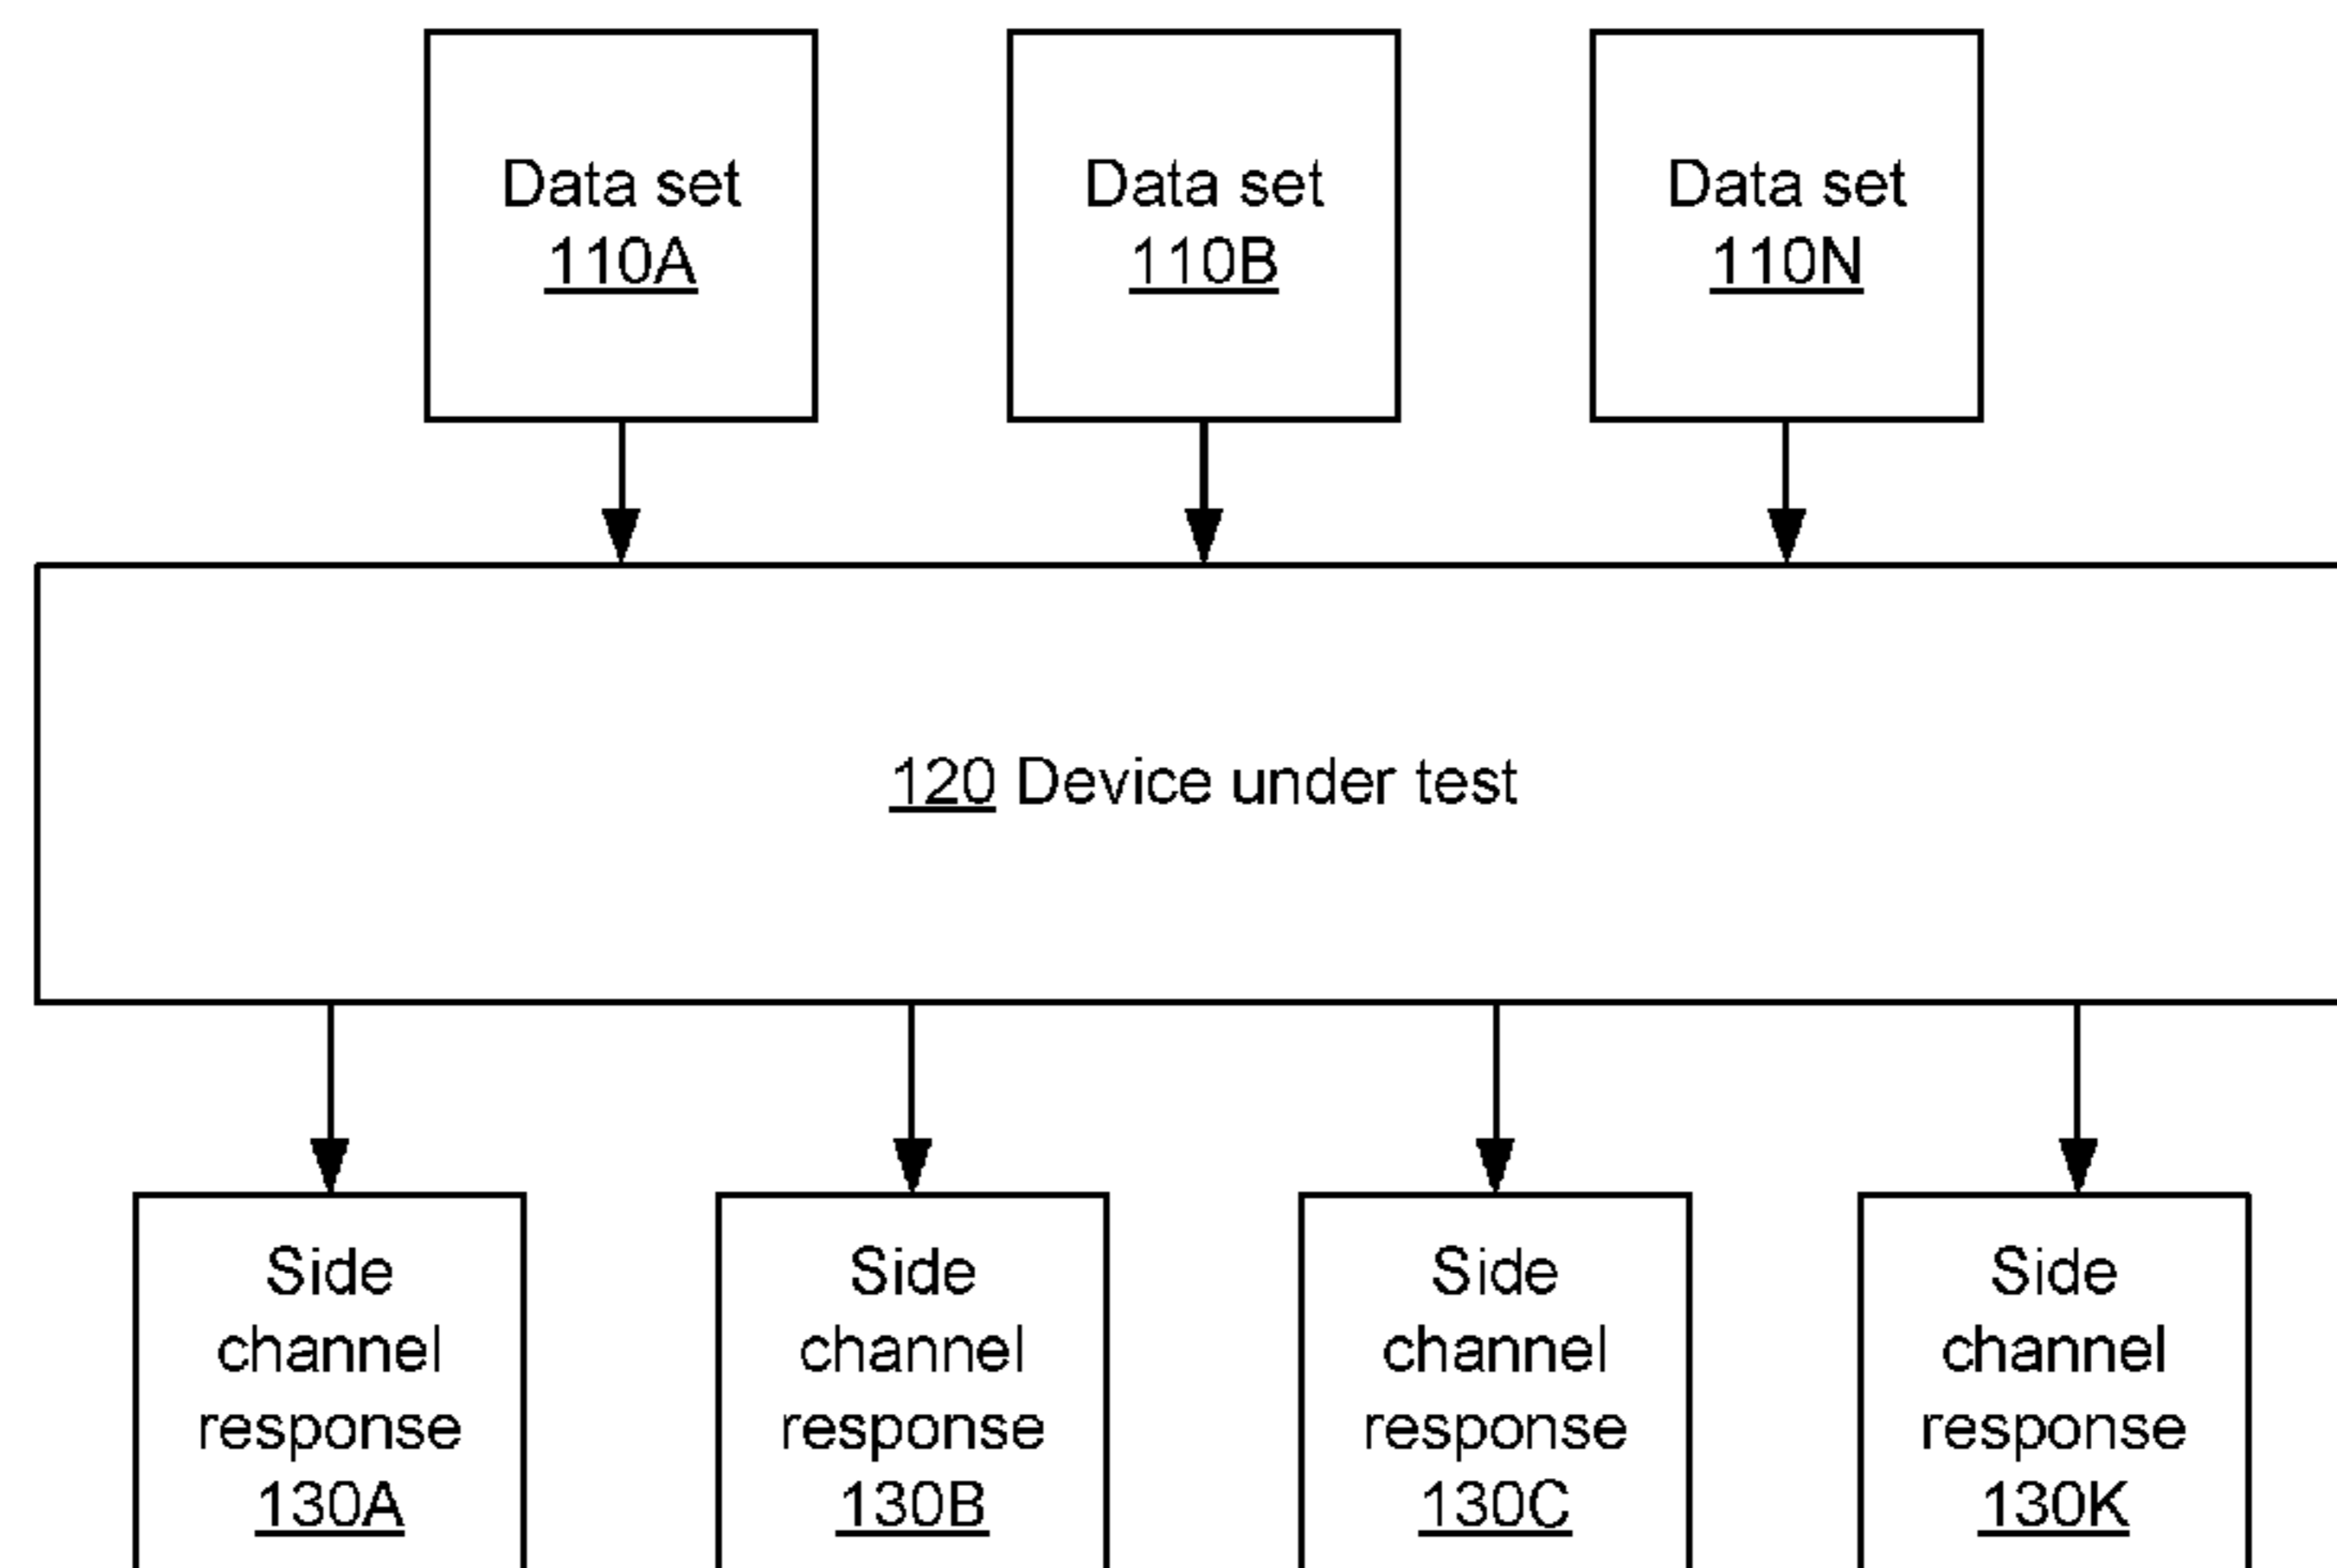 Data set
110A
Data set
110B
Data set
110N
120 Device under test
Side
channel
response
130A
Side
channel
response
130B
Side
channel
response
130C
Side
channel
response
130K